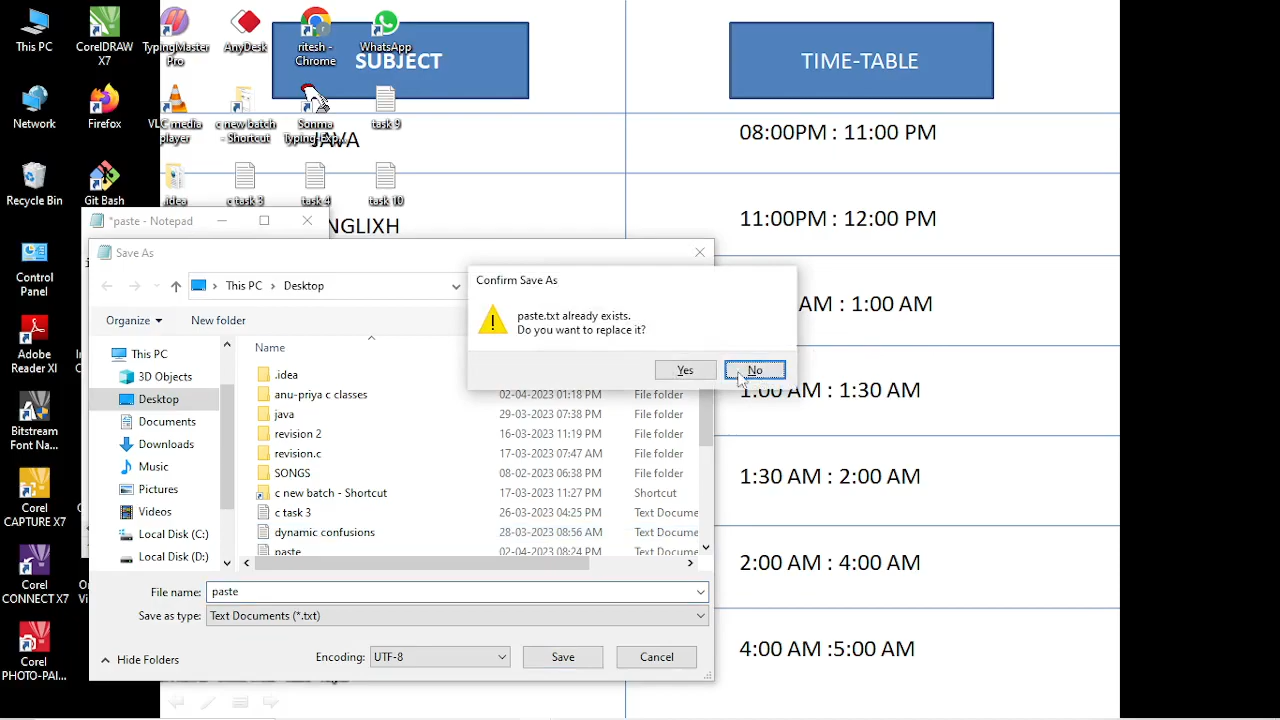 This PC
CorelDRAW
X7
TypingMaster
Pro
AnyDesk
ritesh -
Chrome
WhatsApp
SUBJECT
TIME-TABLE
Network
Firefox
VLC media
player
c new batch
- Shortcut
Sonma
task 9
JAVA
08:00PM : 11:00 PM
Recycle Bin
Git Bash
.idea
c task 3
task 4
task 10
*paste - Notepad
NGLIXH
11:00PM : 12:00 PM
Control
Panel
Save As
Confirm Save As
This PC
Desktop
paste.txt already exists.
Do you want to replace it?
AM : 1:00 AM
Organize
New folder
Yes
No
Adobe
Reader XI
Name
This PC
3D Objects
Desktop
Documents
Downloads
Music
Pictures
Videos
Local Disk (C:)
Local Disk (D:)
.idea
anu-priya c classes 02-04-2023 01:18 PM File folder
java 29-03-2023 11:13 PM File folder
revision 2 16-03-2023 11:19 PM File folder
revision.c 17-03-2023 07:47 AM File folder
SONGS 08-02-2023 06:38 PM File folder
c new batch - Shortcut 17-03-2023 11:27 PM Shortcut
c task 3 26-03-2023 04:25 PM Text Docume
dynamic confusions 28-03-2023 08:56 AM Text Docume
paste 02-04-2023 08:24 PM Text Docume
1:00 AM : 1:30 AM
Bitstream
Font Na...
1:30 AM : 2:00 AM
Corel
CAPTURE X7
2:00 AM : 4:00 AM
Corel
CONNECT X7
File name: paste
Save as type: Text Documents (*.txt)
4:00 AM :5:00 AM
Corel
PHOTO-PAI...
Hide Folders
Encoding: UTF-8
Save
Cancel